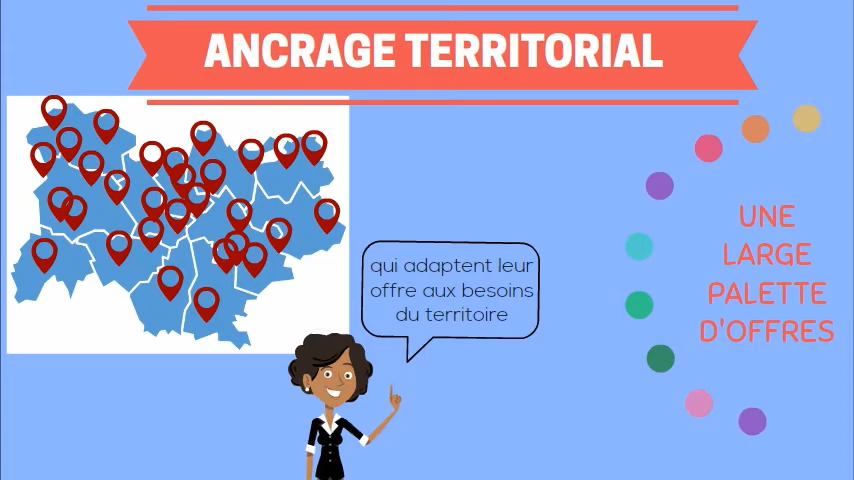 ANCRAGE TERRITORIAL
qui adaptent leur
offre aux besoins
du territoire
UNE
LARGE
PALETTE
D'OFFRES